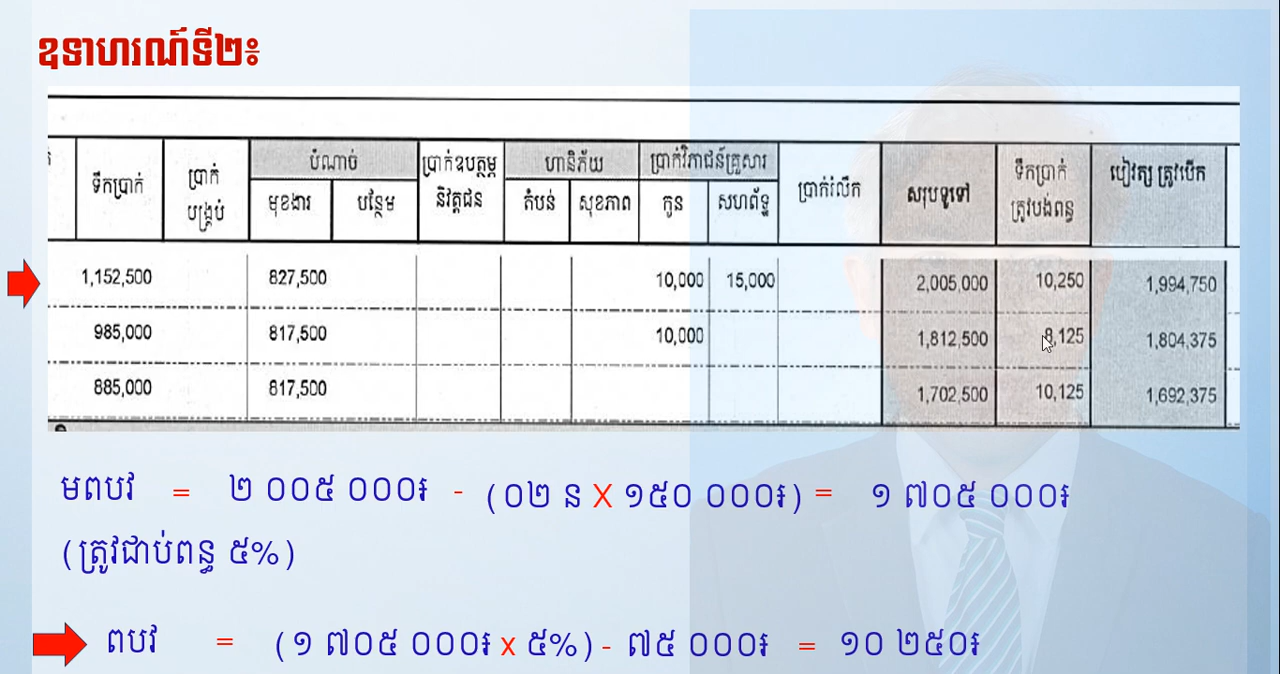 ឧទាហរណ៍ទី២៖
ទឹកប្រាក់ ប្រាក់បង្គ្រប់ បំណាច់ ប្រាក់ឧបត្ថម្ភនិវត្តជន ហានិភ័យ ប្រាក់វិភាជន៍គ្រួសារ ប្រាក់រំលឹក សរុបទូទៅ ទឹកប្រាក់ត្រូវបង់ពន្ធ បៀវត្ស ត្រូវបើក
មុខងារ បន្ថែម តំបន់ សុខភាព កូន សហព័ទ្ធ
1,152,500 827,500 10,000 15,000 2,005,000 10,250 1,994,750
985,000 817,500 10,000 1,812,500 8,125 1,804,375
885,000 817,500 1,702,500 10,125 1,692,375
មពបវ = ២ ០០៥ ០០០៛ - (០២ ន X ១៥០ ០០០៛) = ១ ៧០៥ ០០០៛
(ត្រូវជាប់ពន្ធ ៥%)
ពបវ = (១ ៧០៥ ០០០៛ x ៥%) - ៧៥ ០០០៛ = ១០ ២៥០៛